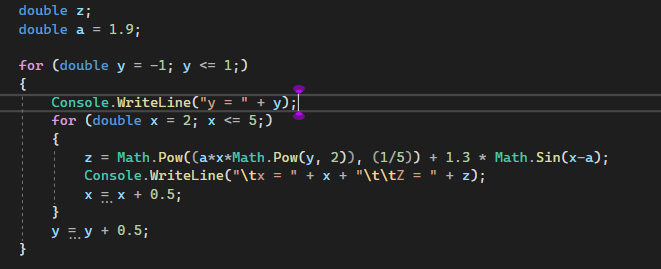 double z;
double a = 1.9;
for (double y = -1; y <= 1;)
{
Console.WriteLine("y = " + y);
for (double x = 2; x <= 5;)
{
z = Math.Pow((a*x*Math.Pow(y, 2)), (1/5)) + 1.3 * Math.Sin(x-a);
Console.WriteLine("\tx = " + x + "\t\tZ = " + z);
x = x + 0.5;
}
y = y + 0.5;
}